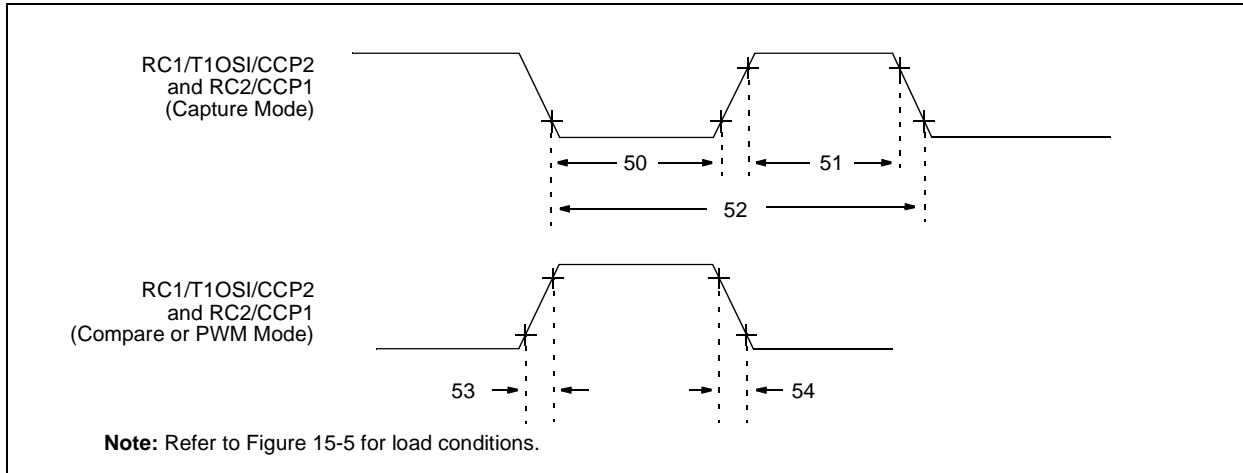 RC1/T1OSI/CCP2
and RC2/CCP1
(Capture Mode)
50
51
52
RC1/T1OSI/CCP2
and RC2/CCP1
(Compare or PWM Mode)
53
54
Note: Refer to Figure 15-5 for load conditions.